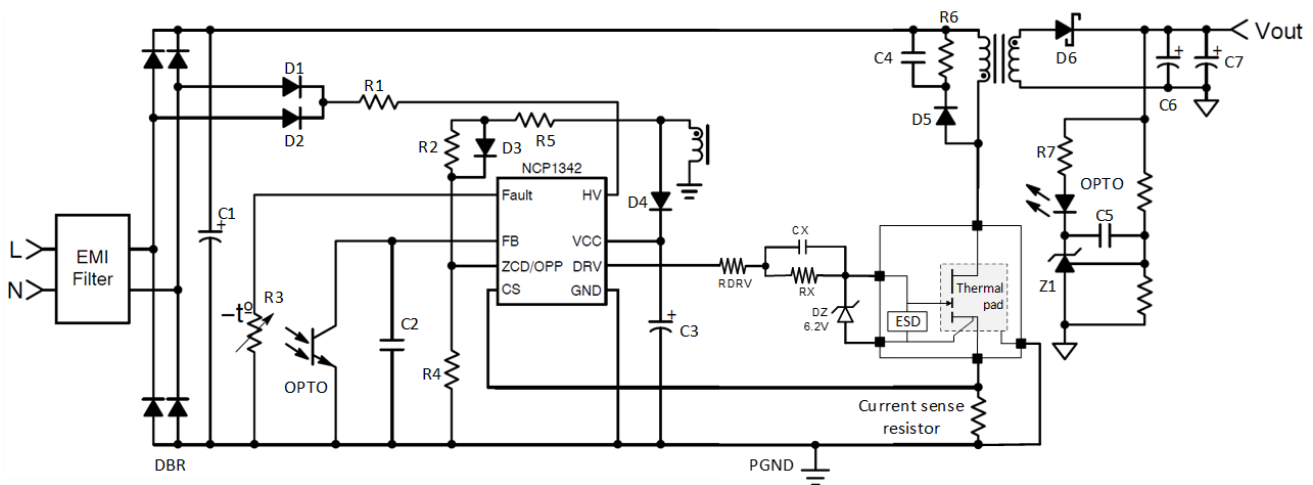 R6
C4
D6
Vout
C7
C6
D1
R1
D2
D5
R2
D3
R5
R7
OPTO
NCP1342
Fault
HV
D4
C5
L
N
EMI
Filter
C1
+
FB
VCC
ZCD/OPP
DRV
CS
GND
CX
RDRV
RX
DZ
6.2V
ESD
Thermal
pad
Z1
–tº
R3
C2
C3
+
OPTO
R4
Current sense
resistor
DBR
PGND
+
+